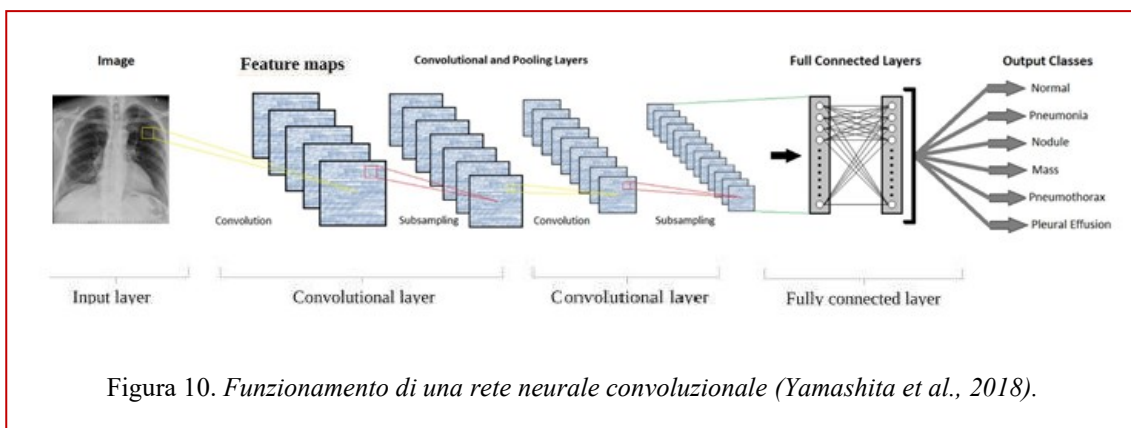 Image
Feature maps
Convolutional and Pooling Layers
Full Connected Layers
Output Classes
Normal
Pneumonia
Nodule
Mass
Pneumothorax
Pleural Effusion
Convolution
Subsampling
Convolution
Subsampling
Input layer
Convolutional layer
Convolutional layer
Fully connected layer
Figura 10. Funzionamento di una rete neurale convoluzionale (Yamashita et al., 2018).